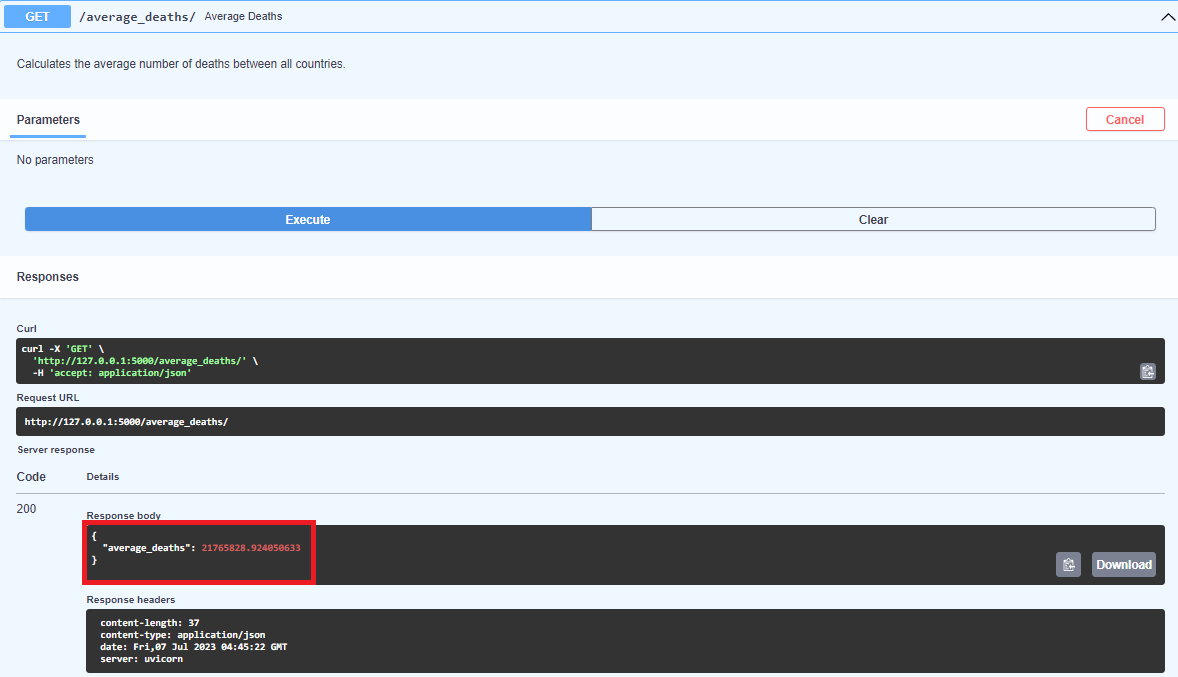 GET /average_deaths/ Average Deaths
Calculates the average number of deaths between all countries.
Parameters
Cancel
No parameters
Execute
Clear
Responses
Curl
curl -X 'GET' \
'http://127.0.0.1:5000/average_deaths/' \
-H 'accept: application/json'
Request URL
http://127.0.0.1:5000/average_deaths/
Server response
Code Details
200
Response body
{
"average_deaths": 21765828.924050633
}
Download
Response headers
content-length: 37
content-type: application/json
date: Fri,07 Jul 2023 04:45:22 GMT
server: uvicorn